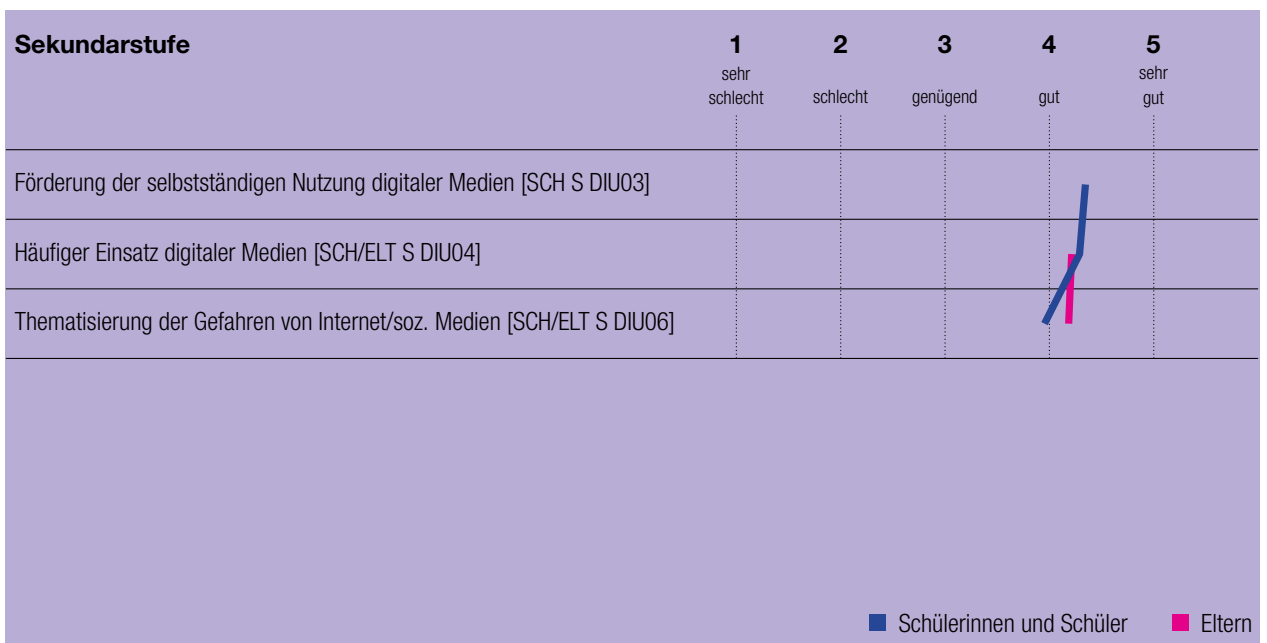 Sekundarstufe
1 2 3 4 5
sehr schlecht schlecht genügend gut sehr gut
Förderung der selbstständigen Nutzung digitaler Medien [SCH S DIU03]
Häufiger Einsatz digitaler Medien [SCH/ELT S DIU04]
Thematisierung der Gefahren von Internet/soz. Medien [SCH/ELT S DIU06]
Schülerinnen und Schüler Eltern